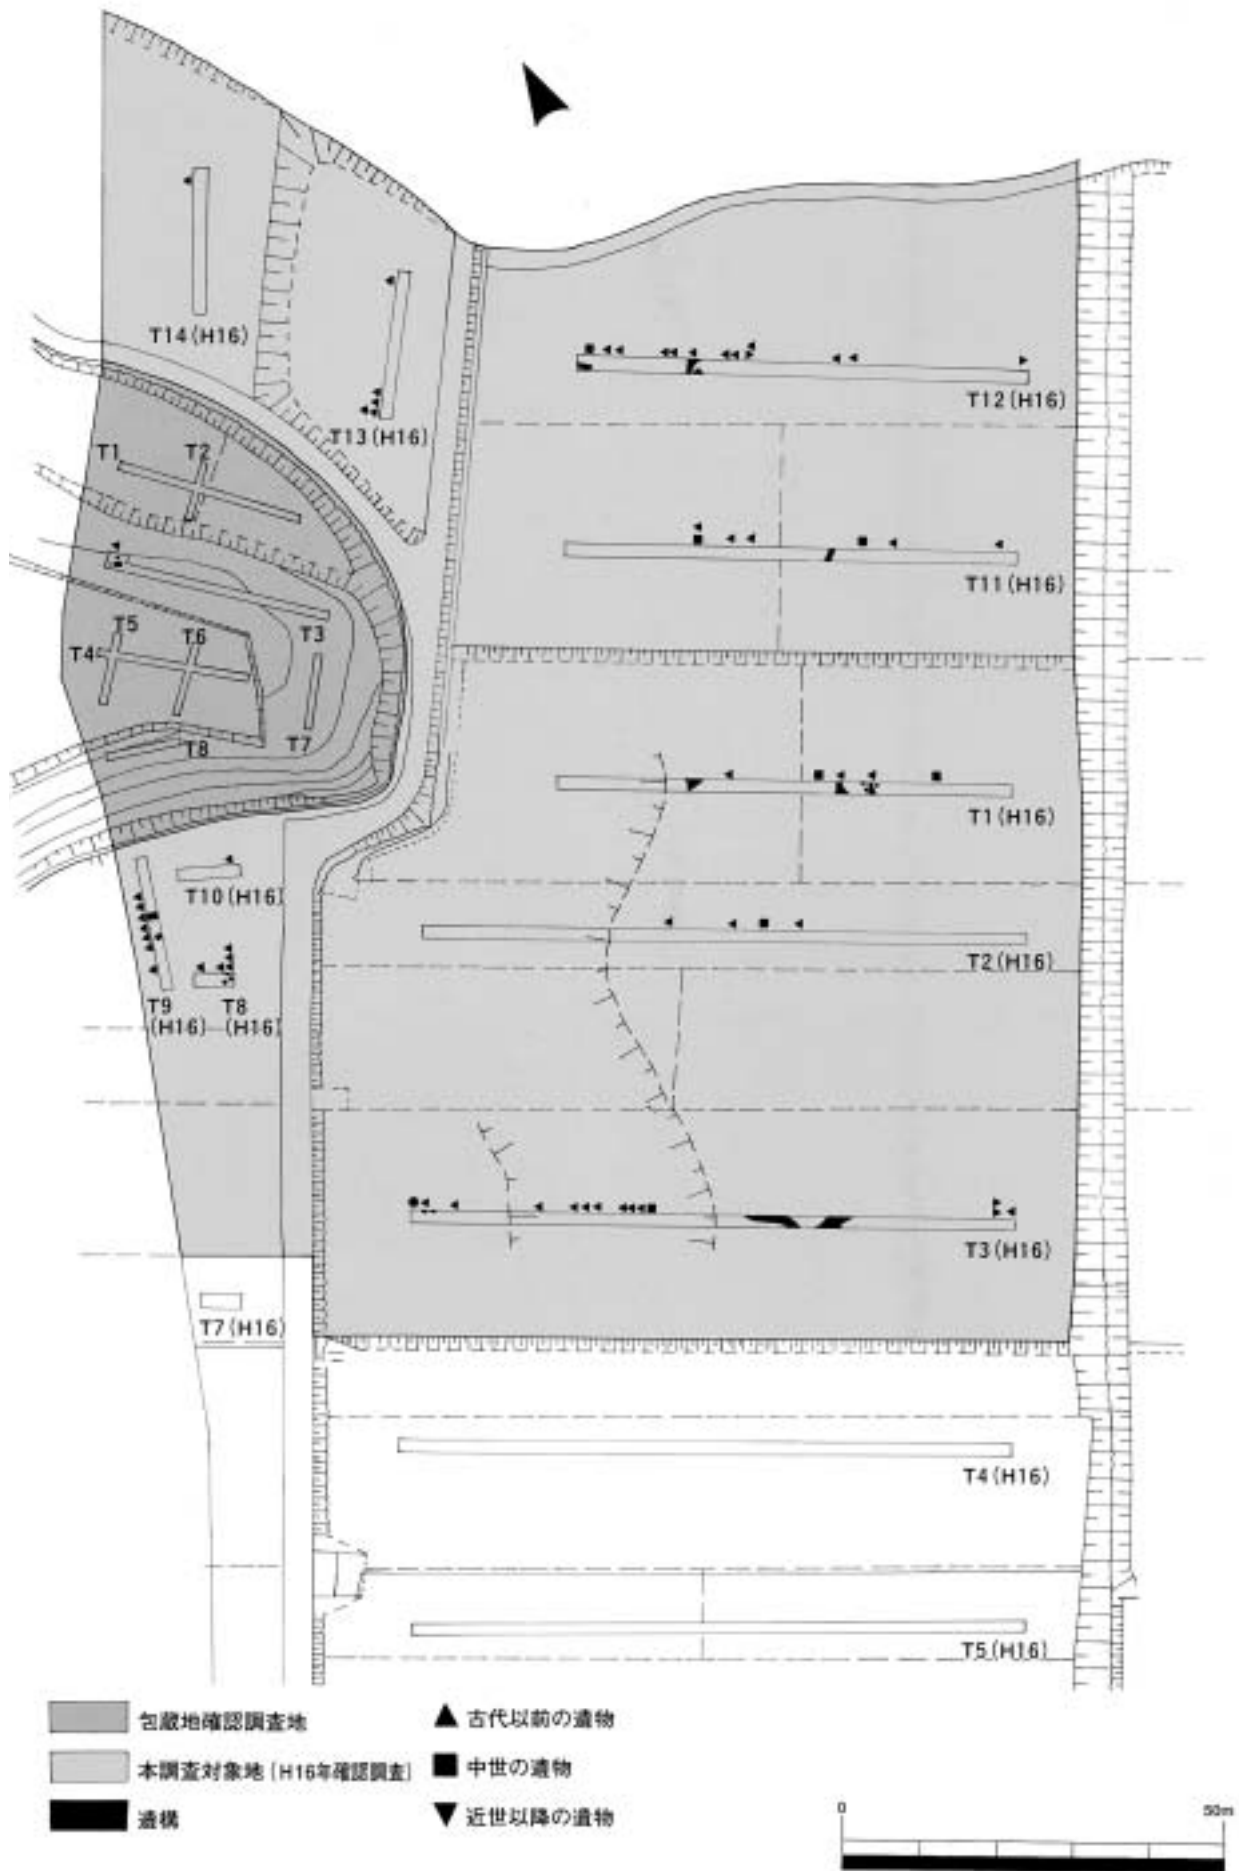 T14(H16)
T13(H16)
T12(H16)
T1
T2
T11(H16)
T5
T6
T3
T4
T7
T8
T1(H16)
T10(H16)
T2(H16)
T9
(H16)
T8
(H16)
T3(H16)
T7(H16)
T4(H16)
T5(H16)
包蔵地確認調査地
本調査対象地［H16年確認調査］
遺構
古代以前の遺物
中世の遺物
近世以降の遺物
0
50m